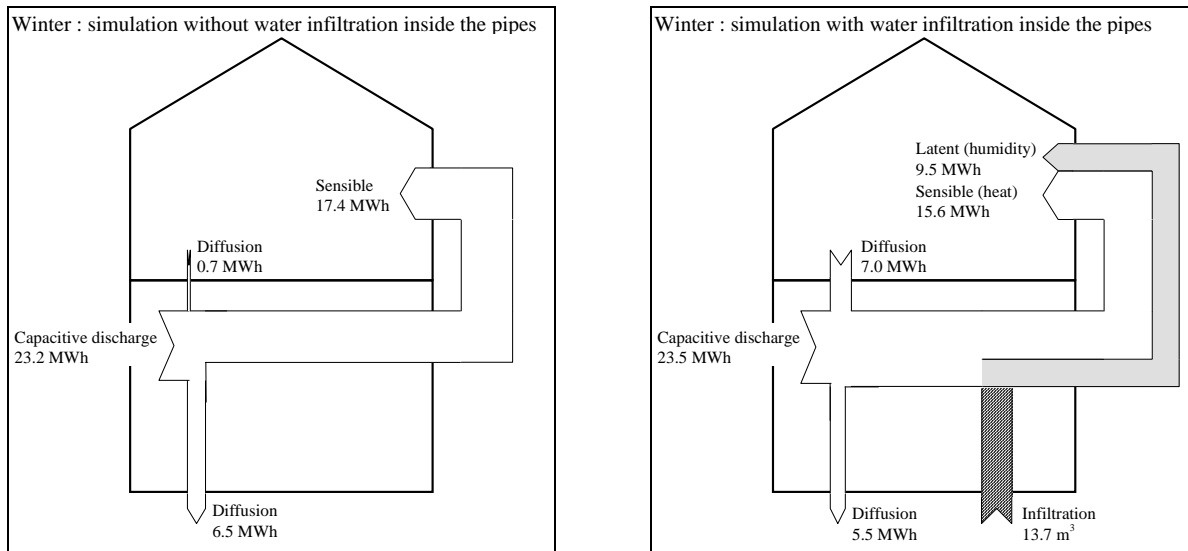 Winter : simulation without water infiltration inside the pipes
Sensible
17.4 MWh
Diffusion
0.7 MWh
Capacitive discharge
23.2 MWh
Diffusion
6.5 MWh
Winter : simulation with water infiltration inside the pipes
Latent (humidity)
9.5 MWh
Sensible (heat)
15.6 MWh
Diffusion
7.0 MWh
Capacitive discharge
23.5 MWh
Diffusion
5.5 MWh
Infiltration
13.7 m³